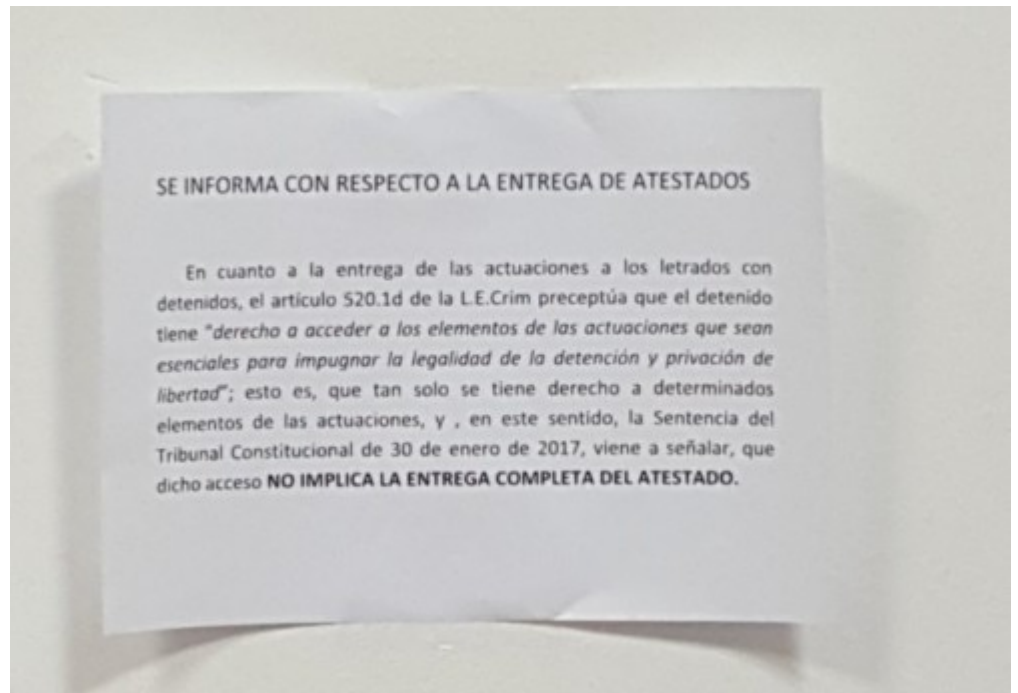 SE INFORMA CON RESPECTO A LA ENTREGA DE ATESTADOS
En cuanto a la entrega de las actuaciones a los letrados con
detenidos, el artículo 520.1d de la L.E.Crim preceptúa que el detenido
tiene "derecho a acceder a los elementos de las actuaciones que sean
esenciales para impugnar la legalidad de la detención y privación de
libertad"; esto es, que tan solo se tiene derecho a determinados
elementos de las actuaciones, y , en este sentido, la Sentencia del
Tribunal Constitucional de 30 de enero de 2017, viene a señalar, que
dicho acceso NO IMPLICA LA ENTREGA COMPLETA DEL ATESTADO.